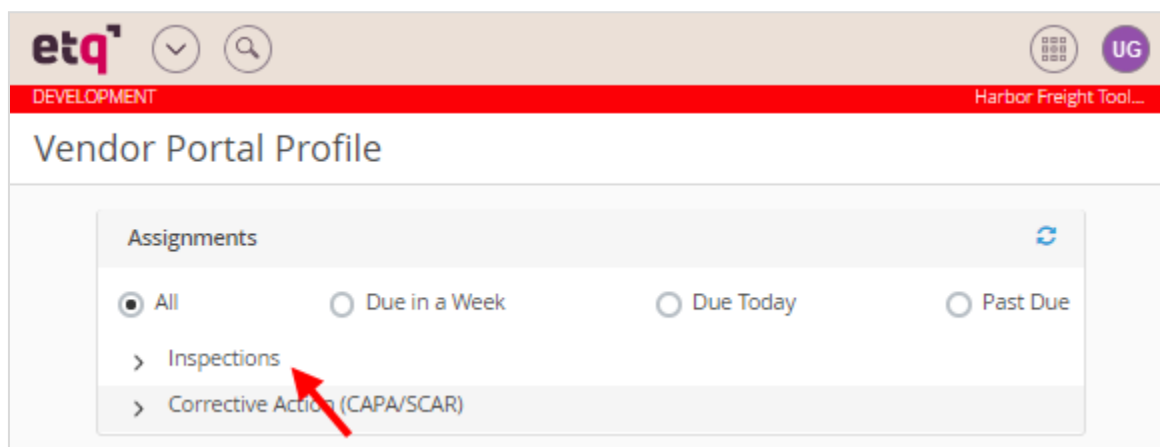 etq UG
DEVELOPMENT Harbor Freight Tool...
Vendor Portal Profile
Assignments
All Due in a Week Due Today Past Due
Inspections
Corrective Action (CAPA/SCAR)